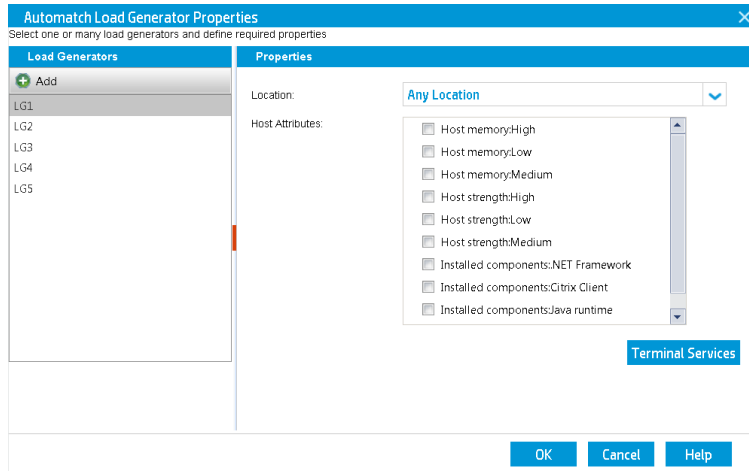 Automatch Load Generator Properties
Select one or many load generators and define required properties
Load Generators
Properties
Add
LG1
LG2
LG3
LG4
LG5
Location:
Any Location
Host Attributes:
Host memory:High
Host memory:Low
Host memory:Medium
Host strength:High
Host strength:Low
Host strength:Medium
Installed components:.NET Framework
Installed components:Citrix Client
Installed components:Java runtime
Terminal Services
OK
Cancel
Help